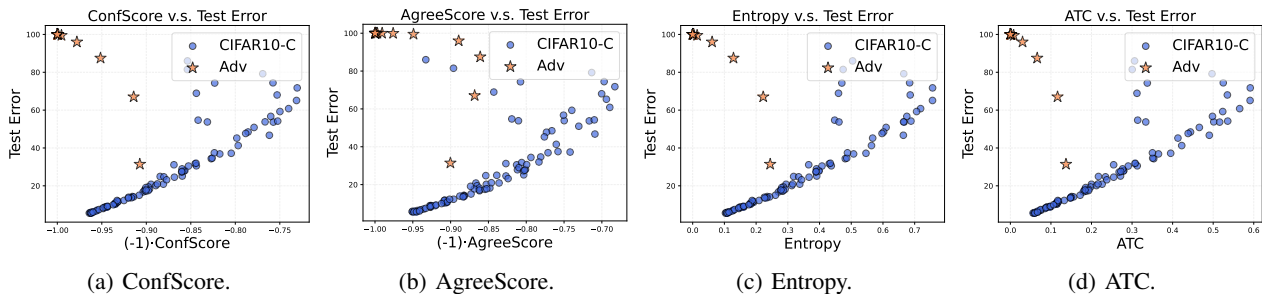 ConfScore v.s. Test Error
100
80
60
40
20
Test Error
CIFAR10-C
Adv
−1.00 −0.95 −0.90 −0.85 −0.80 −0.75
(-1)·ConfScore
(a) ConfScore.
AgreeScore v.s. Test Error
100
80
60
40
20
Test Error
CIFAR10-C
Adv
−1.00 −0.95 −0.90 −0.85 −0.80 −0.75 −0.70
(-1)·AgreeScore
(b) AgreeScore.
Entropy v.s. Test Error
100
80
60
40
20
Test Error
CIFAR10-C
Adv
0.0 0.1 0.2 0.3 0.4 0.5 0.6 0.7
Entropy
(c) Entropy.
ATC v.s. Test Error
100
80
60
40
20
Test Error
CIFAR10-C
Adv
0.0 0.1 0.2 0.3 0.4 0.5 0.6
ATC
(d) ATC.